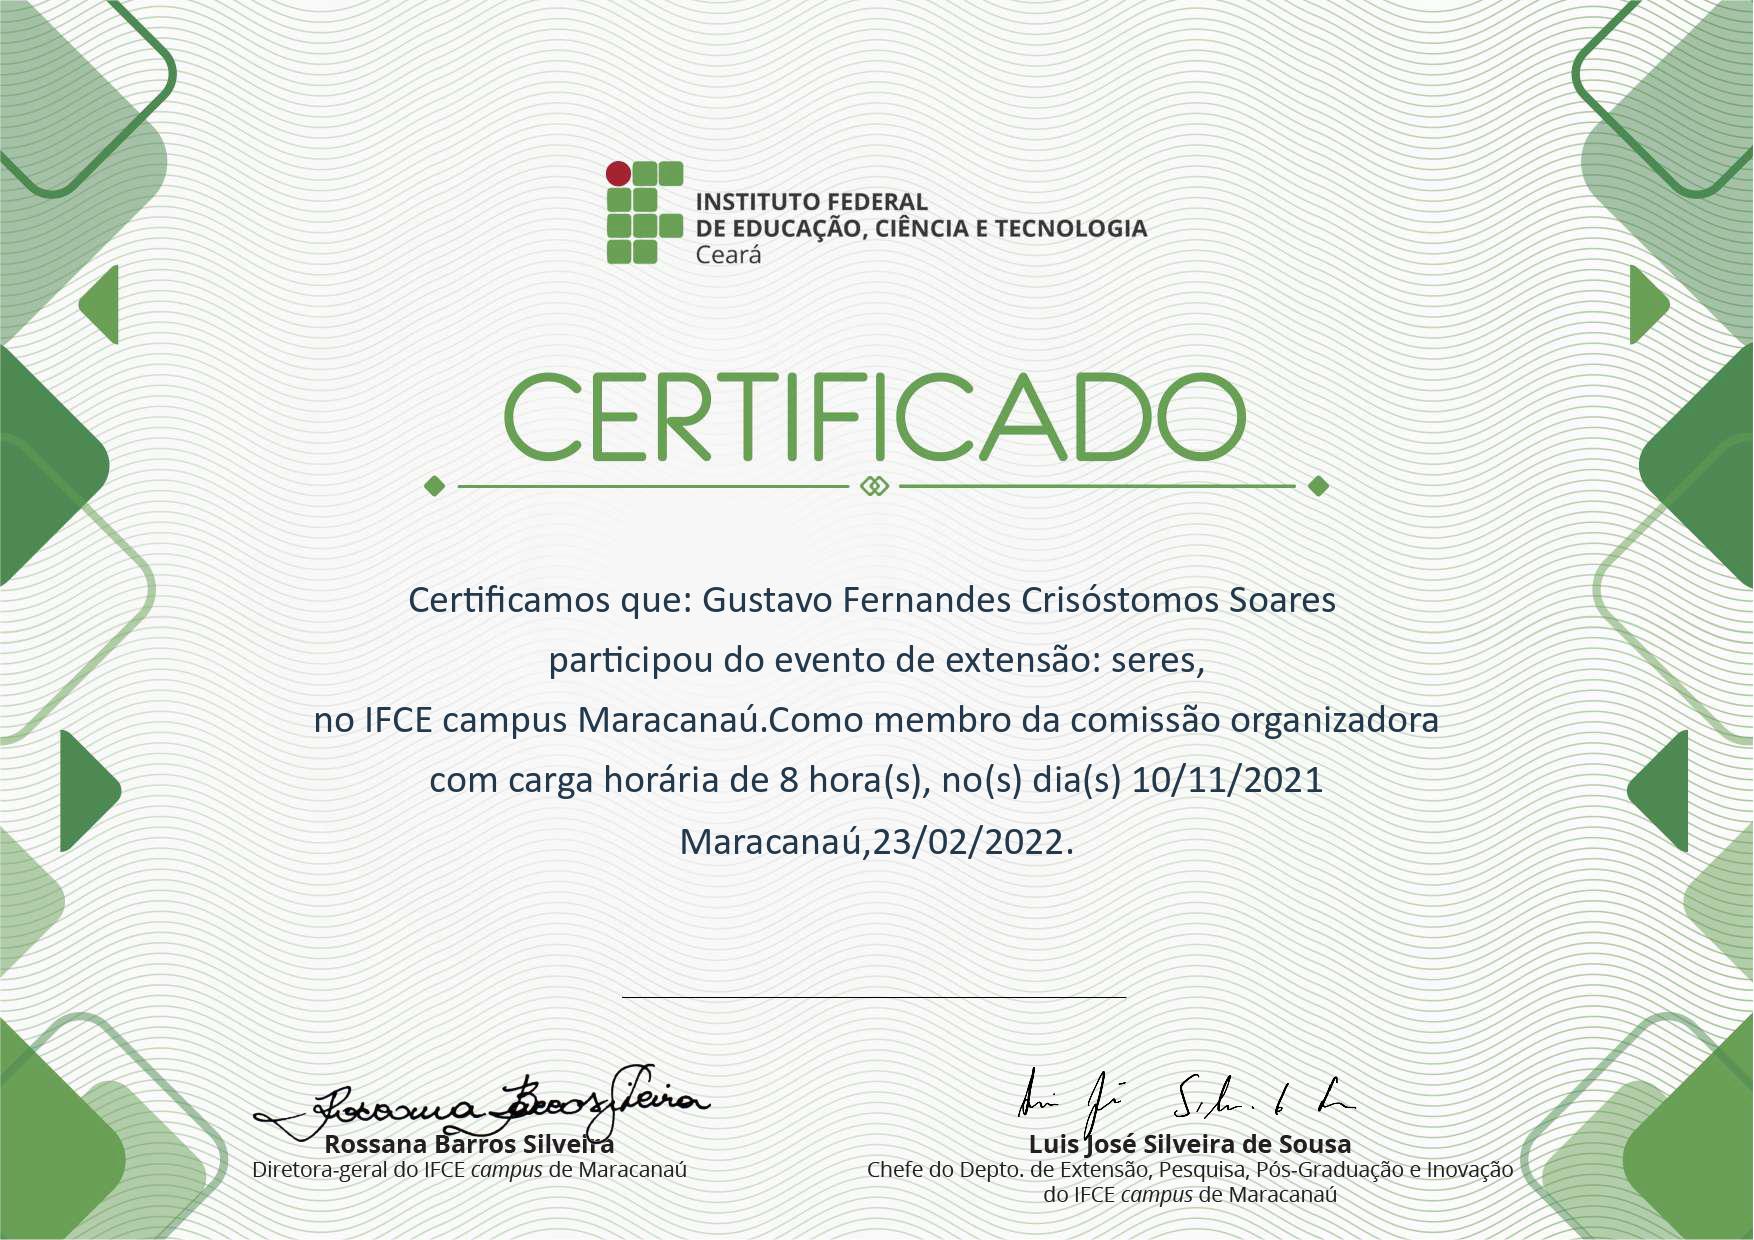 INSTITUTO FEDERAL
DE EDUCAÇÃO, CIÊNCIA E TECNOLOGIA
Ceará
CERTIFICADO
Certificamos que: Gustavo Fernandes Crisóstomos Soares
participou do evento de extensão: seres,
no IFCE campus Maracanaú.Como membro da comissão organizadora
com carga horária de 8 hora(s), no(s) dia(s) 10/11/2021
Maracanaú,23/02/2022.
Rossana Barros Silveira
Rossana Barros Silveira
Diretora-geral do IFCE campus de Maracanaú
Luis José Silveira de Sousa
Chefe do Depto. de Extensão, Pesquisa, Pós-Graduação e Inovação
do IFCE campus de Maracanaú